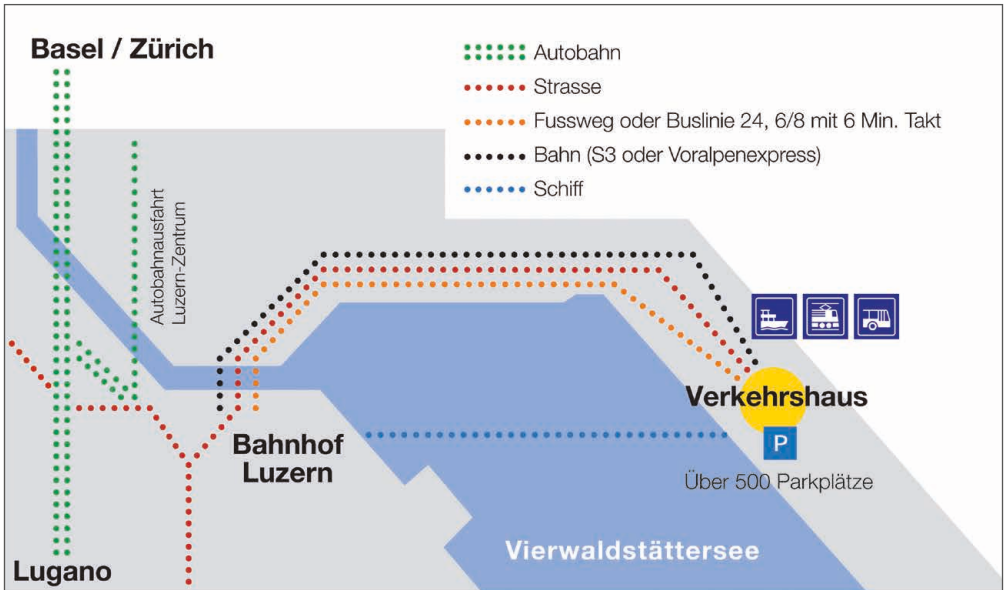 Basel / Zürich
Autobahn
Strasse
Fussweg oder Buslinie 24, 6/8 mit 6 Min. Takt
Bahn (S3 oder Voralpenexpress)
Schiff
Autobahnausfahrt
Luzern-Zentrum
Verkehrshaus
P
Über 500 Parkplätze
Bahnhof
Luzern
Vierwaldstättersee
Lugano